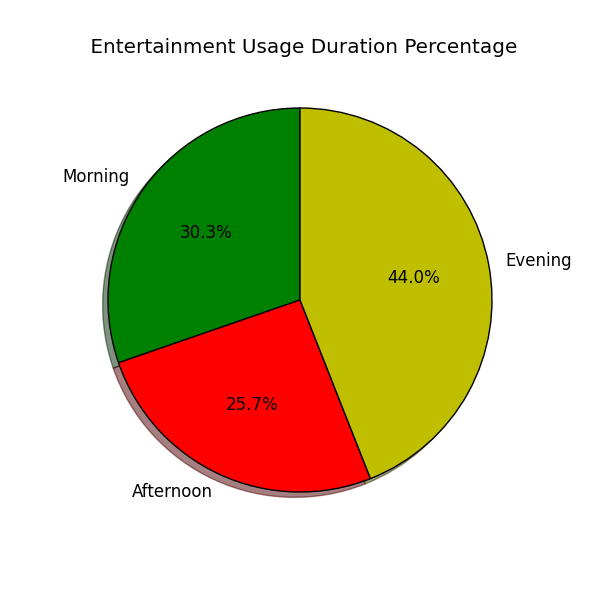 Entertainment Usage Duration Percentage
Morning
30.3%
Evening
44.0%
25.7%
Afternoon